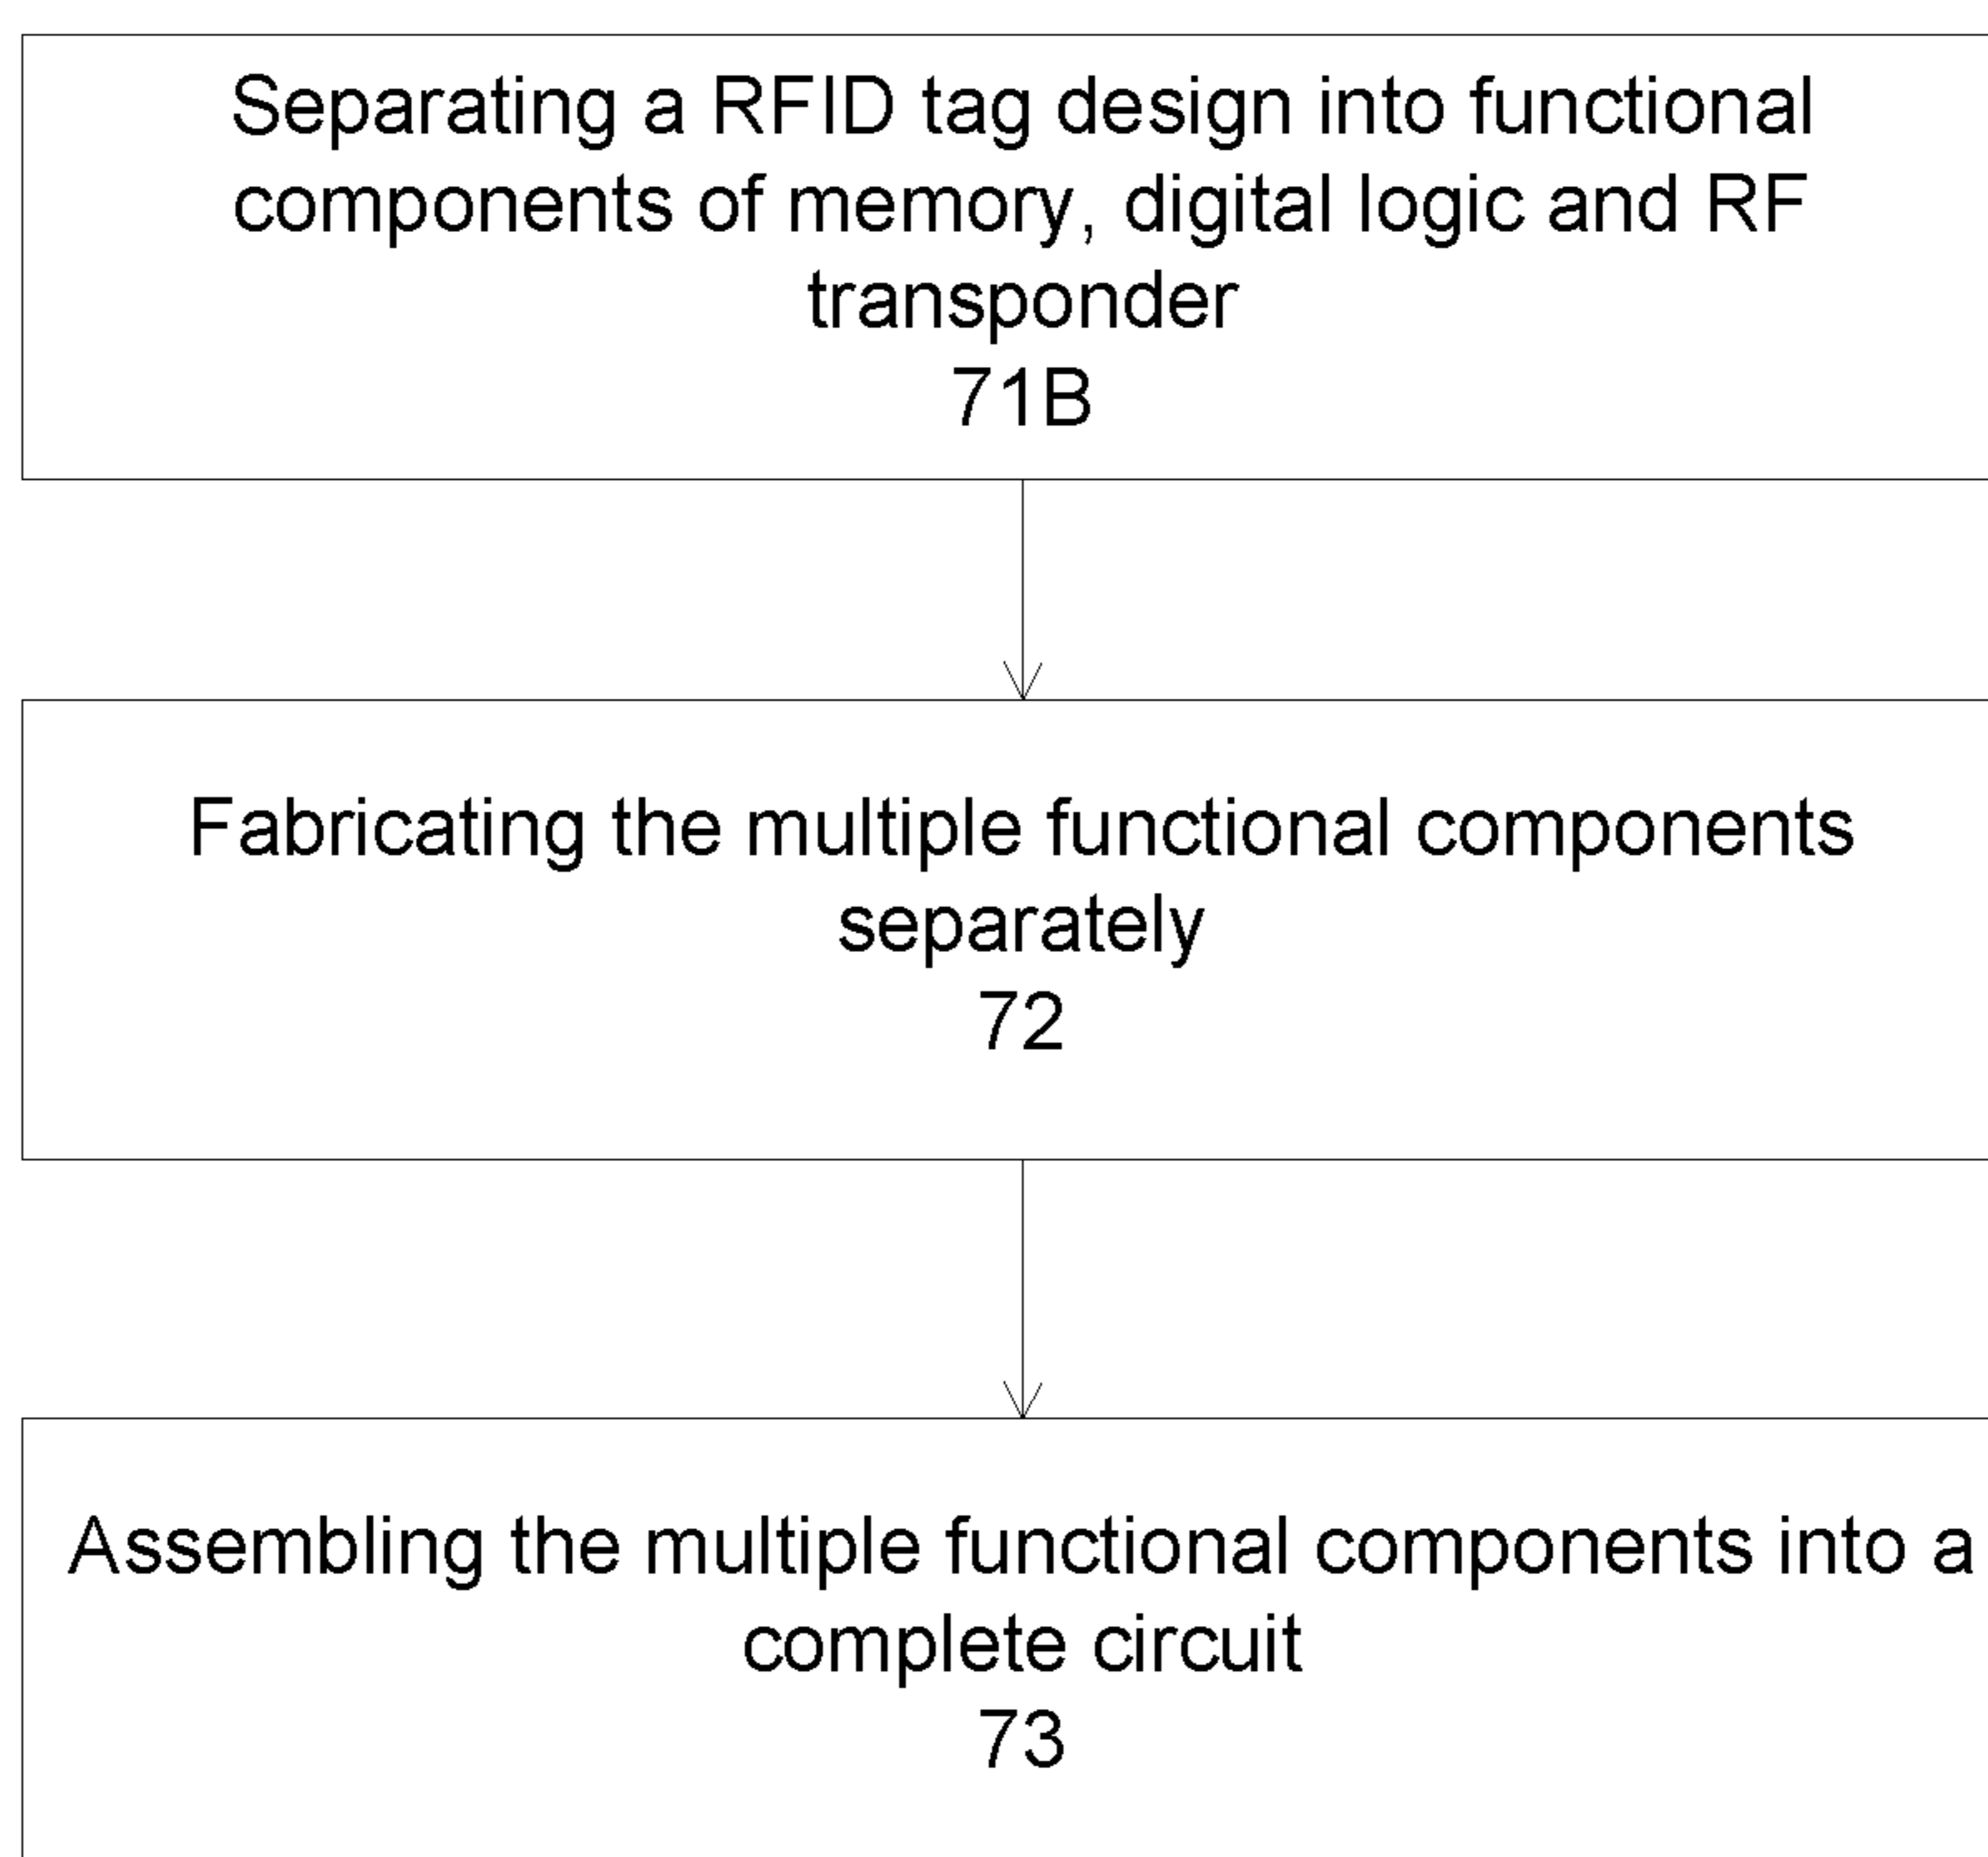 Separating a RFID tag design into functional
components of memory, digital logic and RF
transponder
71B
Fabricating the multiple functional components
separately
72
Assembling the multiple functional components into a
complete circuit
73